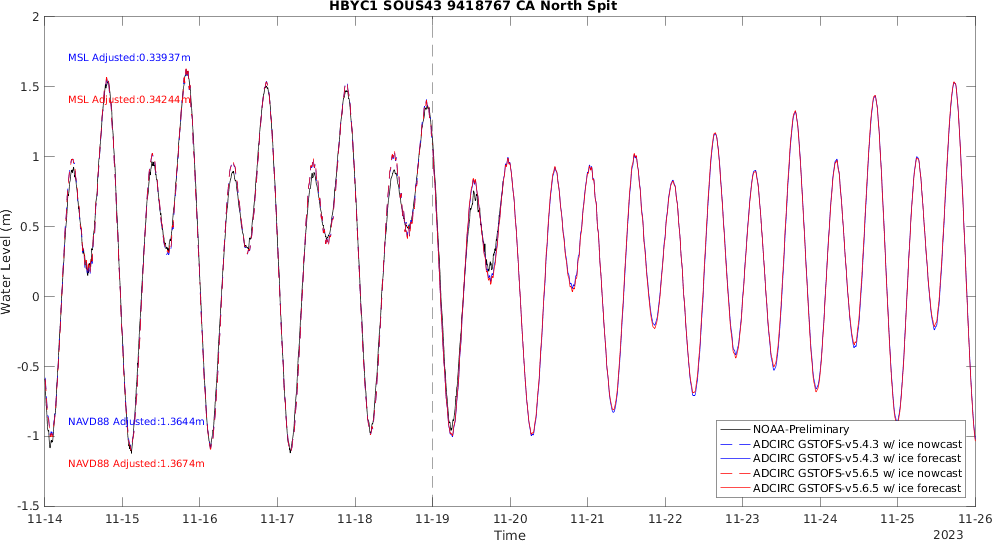 HBYC1 SOUS43 9418767 CA North Spit
2
1.5
1
0.5
0
-0.5
-1
-1.5
Water Level (m)
MSL Adjusted:0.33937m
MSL Adjusted:0.34244m
NAVD88 Adjusted:1.3644m
NAVD88 Adjusted:1.3674m
NOAA-Preliminary
ADCIRC GSTOFS-v5.4.3 w/ ice nowcast
ADCIRC GSTOFS-v5.4.3 w/ ice forecast
ADCIRC GSTOFS-v5.6.5 w/ ice nowcast
ADCIRC GSTOFS-v5.6.5 w/ ice forecast
11-14 11-15 11-16 11-17 11-18 11-19 11-20 11-21 11-22 11-23 11-24 11-25 11-26
Time
2023